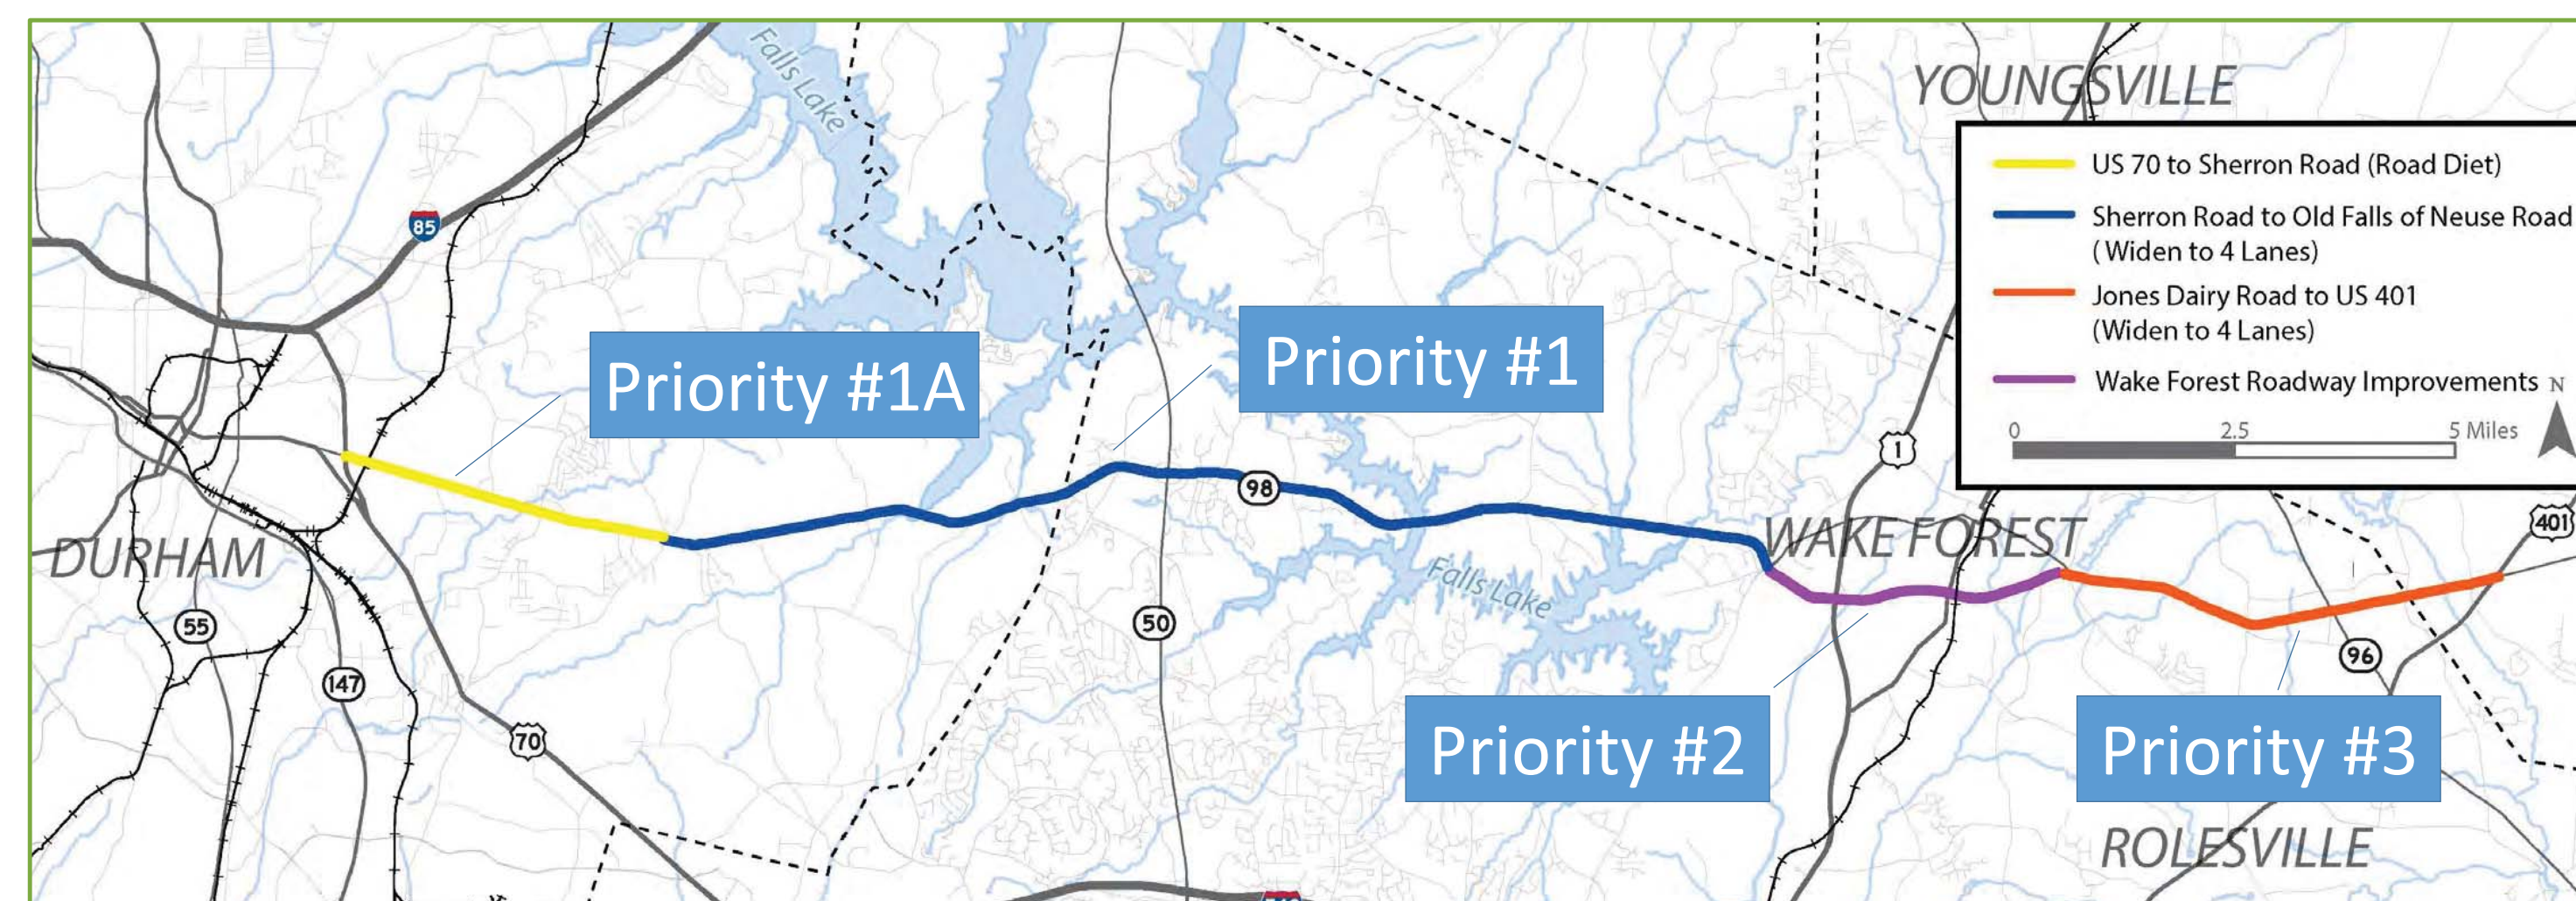 Falls Lake
YOUNGSVILLE
US 70 to Sherron Road (Road Diet)
Sherron Road to Old Falls of Neuse Road
( Widen to 4 Lanes)
Jones Dairy Road to US 401
(Widen to 4 Lanes)
Wake Forest Roadway Improvements
N
0 2.5 5 Miles
85
Priority #1A
Priority #1
1
98
401
DURHAM
WAKE FOREST
Falls Lake
55
50
96
147
70
Priority #2
Priority #3
ROLESVILLE